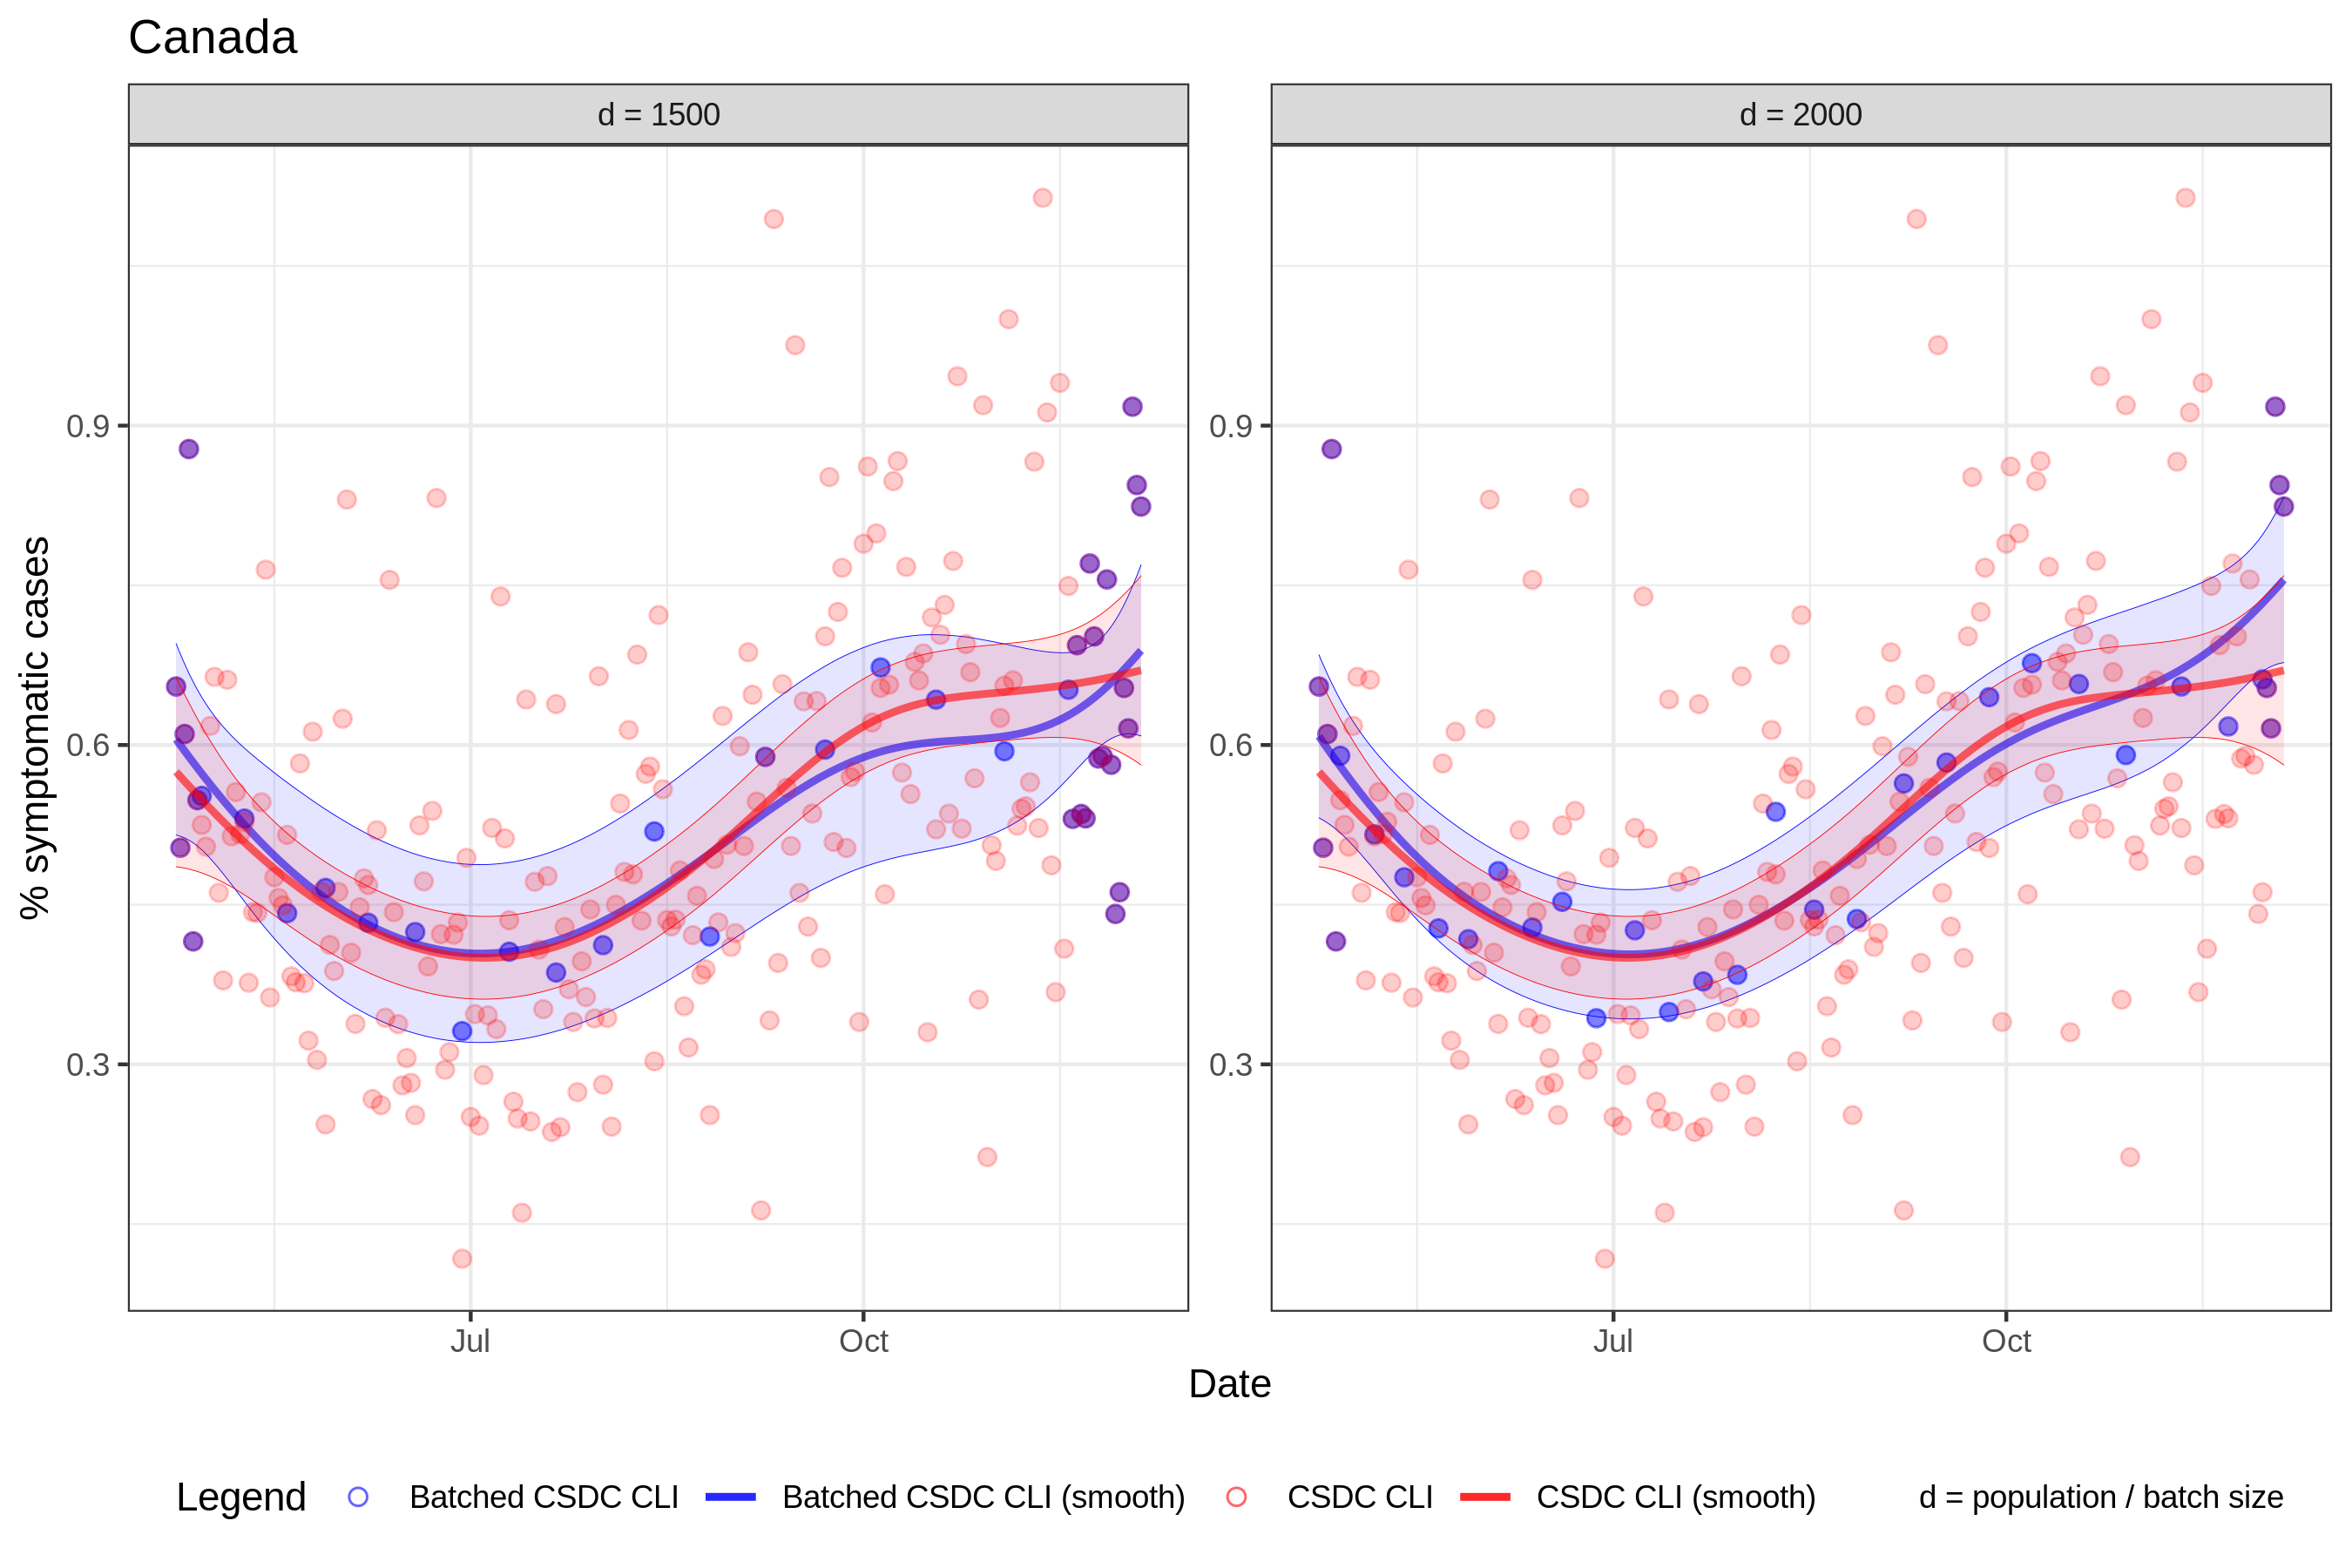 Canada
d = 1500
d = 2000
% symptomatic cases
0.9
0.6
0.3
0.9
0.6
0.3
Jul
Oct
Jul
Oct
Date
Legend
Batched CSDC CLI
Batched CSDC CLI (smooth)
CSDC CLI
CSDC CLI (smooth)
d = population / batch size